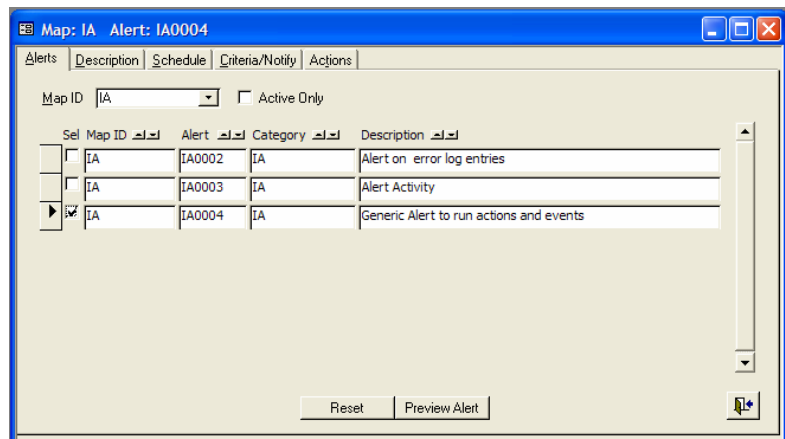 Map: IA Alert: IA0004
Alerts Description Schedule Criteria/Notify Actions
Map ID IA Active Only
Sel Map ID Alert Category Description
IA IA0002 IA Alert on error log entries
IA IA0003 IA Alert Activity
IA IA0004 IA Generic Alert to run actions and events
Reset Preview Alert